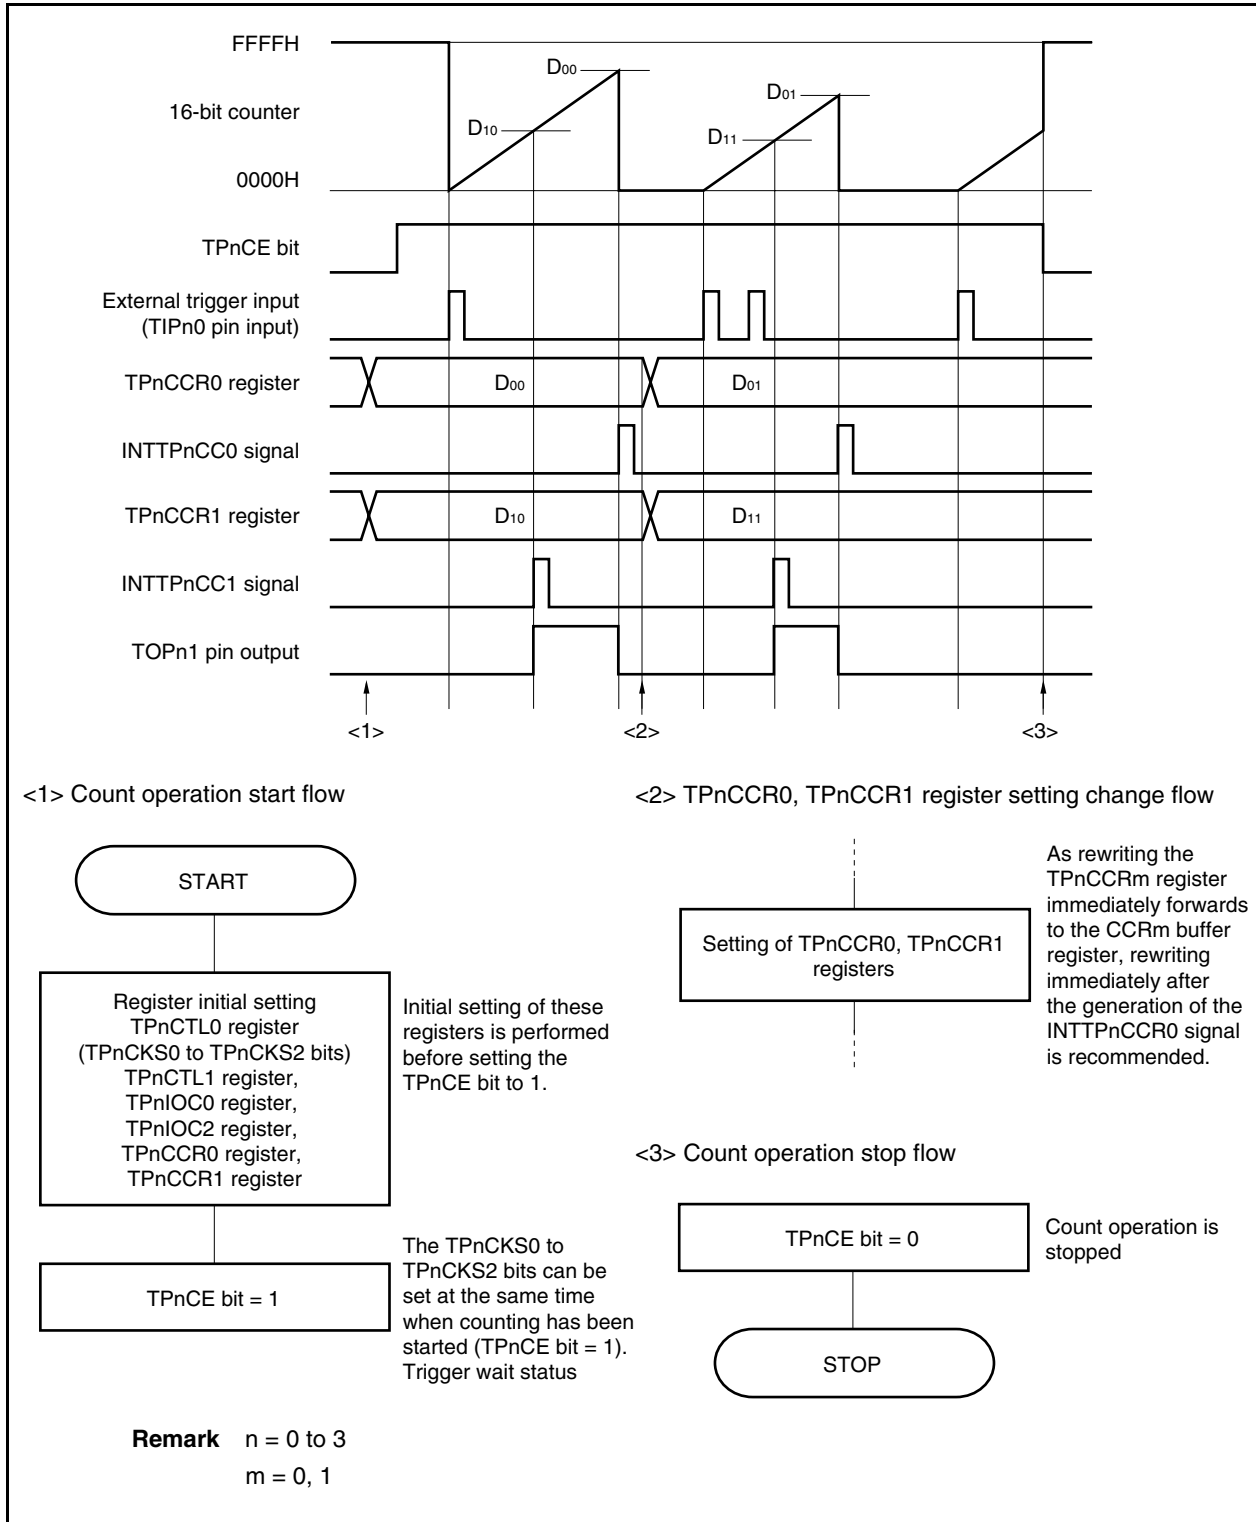 FFFFH
D00
D01
16-bit counter
D10
D11
0000H
TPnCE bit
External trigger input
(TIPn0 pin input)
TPnCCR0 register
D00
D01
INTTPnCC0 signal
TPnCCR1 register
D10
D11
INTTPnCC1 signal
TOPn1 pin output
<1>
<2>
<3>
<1> Count operation start flow
START
Register initial setting
TPnCTL0 register
(TPnCKS0 to TPnCKS2 bits)
TPnCTL1 register,
TPnIOC0 register,
TPnIOC2 register,
TPnCCR0 register,
TPnCCR1 register
Initial setting of these
registers is performed
before setting the
TPnCE bit to 1.
TPnCE bit = 1
The TPnCKS0 to
TPnCKS2 bits can be
set at the same time
when counting has been
started (TPnCE bit = 1).
Trigger wait status
<2> TPnCCR0, TPnCCR1 register setting change flow
Setting of TPnCCR0, TPnCCR1
registers
As rewriting the
TPnCCRm register
immediately forwards
to the CCRm buffer
register, rewriting
immediately after
the generation of the
INTTPnCCR0 signal
is recommended.
<3> Count operation stop flow
TPnCE bit = 0
Count operation is
stopped
STOP
Remark n = 0 to 3
m = 0, 1